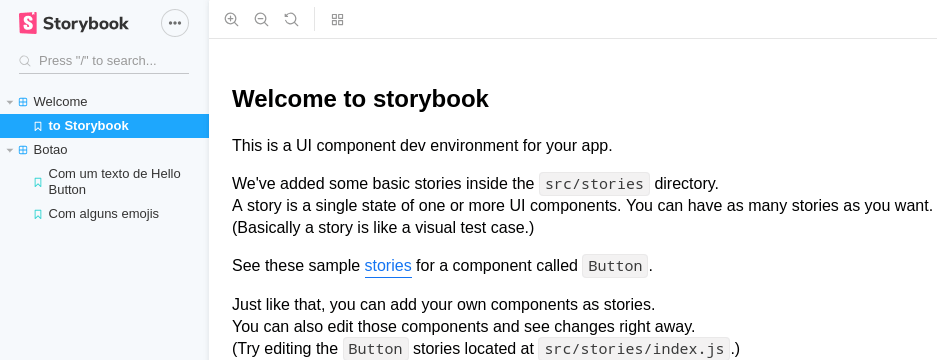 Storybook
Press "/" to search...
Welcome
to Storybook
Botao
Com um texto de Hello
Button
Com alguns emojis
Welcome to storybook
This is a UI component dev environment for your app.
We've added some basic stories inside the src/stories directory.
A story is a single state of one or more UI components. You can have as many stories as you want.
(Basically a story is like a visual test case.)
See these sample stories for a component called Button.
Just like that, you can add your own components as stories.
You can also edit those components and see changes right away.
(Try editing the Button stories located at src/stories/index.js.)